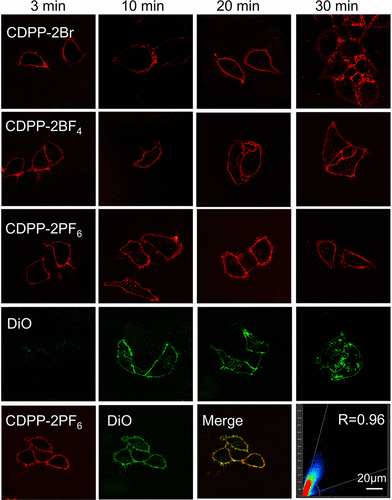 3 min 10 min 20 min 30 min
CDPP-2Br
CDPP-2BF₄
CDPP-2PF₆
DiO
CDPP-2PF₆ DiO Merge R=0.96
20μm